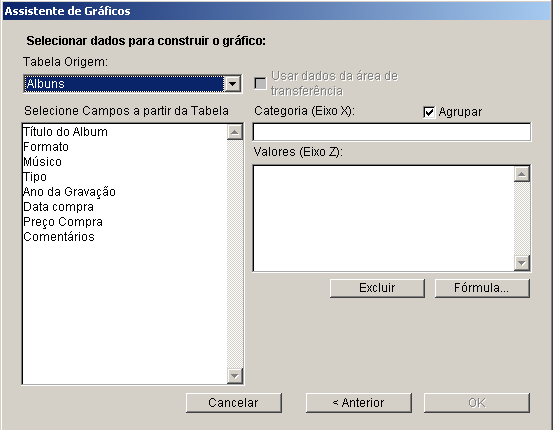 Assistente de Gráficos
Selecionar dados para construir o gráfico:
Tabela Origem:
Albuns
Usar dados da área de
transferência
Selecione Campos a partir da Tabela
Categoria (Eixo X):
Agrupar
Título do Album
Formato
Músico
Tipo
Ano da Gravação
Data compra
Preço Compra
Comentários
Valores (Eixo Z):
Excluir
Fórmula...
Cancelar
< Anterior
OK